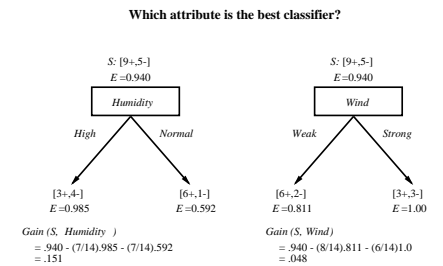 Which attribute is the best classifier?
S: [9+,5-]
E =0.940
Humidity
High
Normal
[3+,4-]
E=0.985
[6+,1-]
E =0.592
Gain (S, Humidity )
= .940 - (7/14).985 - (7/14).592
= .151
S: [9+,5-]
E =0.940
Wind
Weak
Strong
[6+,2-]
E=0.811
[3+,3-]
E =1.00
Gain (S, Wind)
= .940 - (8/14).811 - (6/14)1.0
= .048